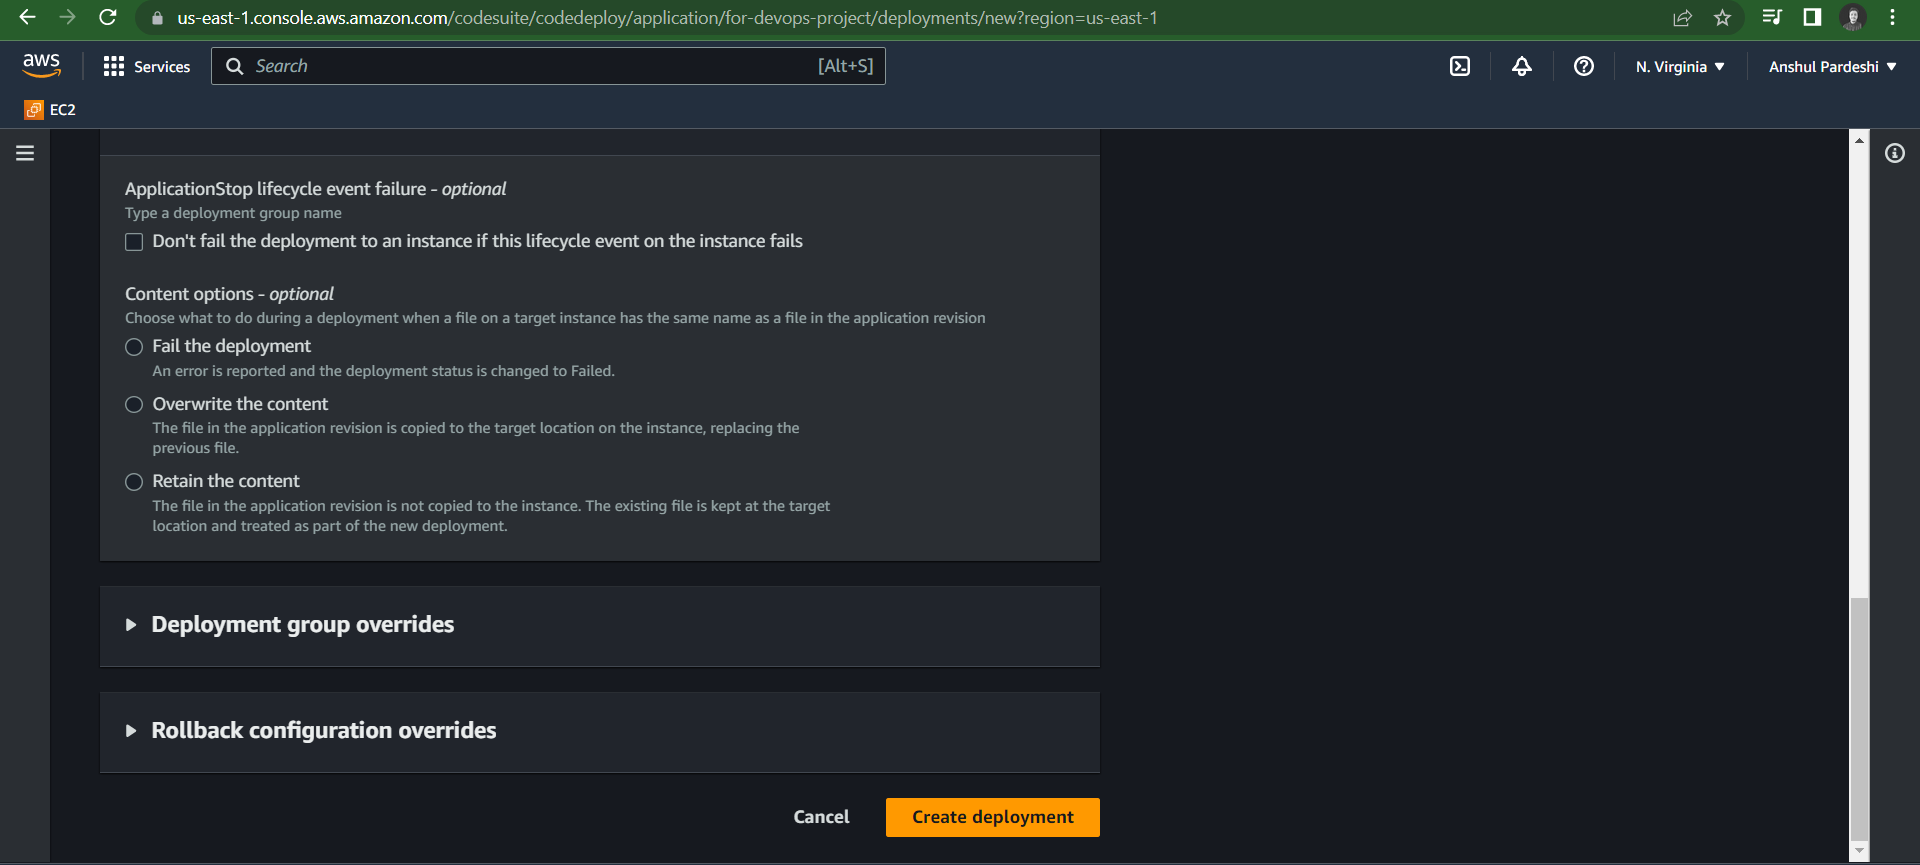 us-east-1.console.aws.amazon.com/codesuite/codedeploy/application/for-devops-project/deployments/new?region=us-east-1
aws Services Search [Alt+S] N. Virginia Anshul Pardeshi
EC2
ApplicationStop lifecycle event failure - optional
Type a deployment group name
Don't fail the deployment to an instance if this lifecycle event on the instance fails
Content options - optional
Choose what to do during a deployment when a file on a target instance has the same name as a file in the application revision
Fail the deployment
An error is reported and the deployment status is changed to Failed.
Overwrite the content
The file in the application revision is copied to the target location on the instance, replacing the
previous file.
Retain the content
The file in the application revision is not copied to the instance. The existing file is kept at the target
location and treated as part of the new deployment.
Deployment group overrides
Rollback configuration overrides
Cancel Create deployment